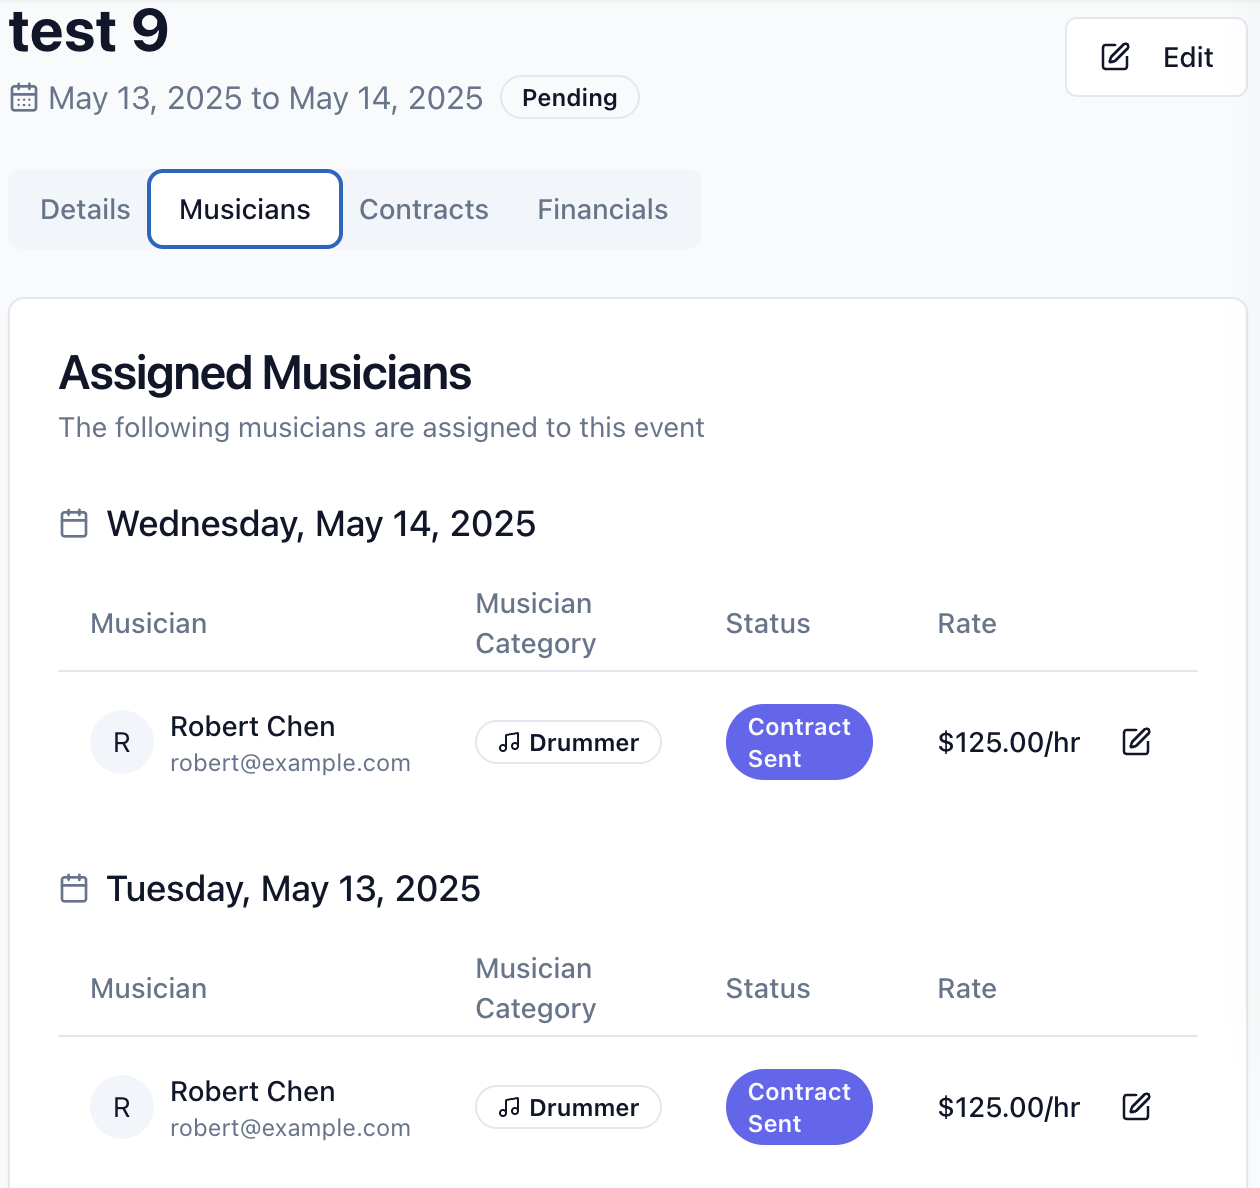 test 9
Edit
May 13, 2025 to May 14, 2025
Pending
Details
Musicians
Contracts
Financials
Assigned Musicians
The following musicians are assigned to this event
Wednesday, May 14, 2025
Musician
Musician
Category
Status
Rate
R
Robert Chen
robert@example.com
Drummer
Contract
Sent
$125.00/hr
Tuesday, May 13, 2025
Musician
Musician
Category
Status
Rate
R
Robert Chen
robert@example.com
Drummer
Contract
Sent
$125.00/hr